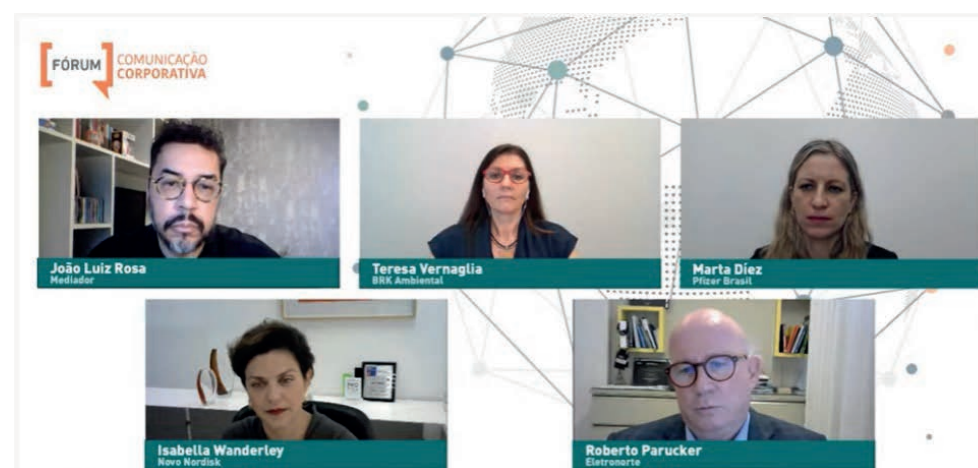 FÓRUM
COMUNICAÇÃO
CORPORATIVA
João Luiz Rosa
Mediador
Teresa Vernaglia
BRK Ambiental
Marta Díez
Pfizer Brasil
Isabella Wanderley
Novo Nordisk
Roberto Parucker
Eletronorte